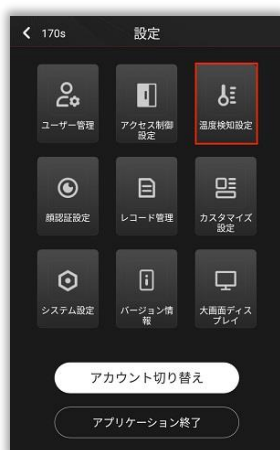 170s
設定
ユーザー管理
アクセス制御
設定
温度検知設定
顔認証設定
レコード管理
カスタマイズ
設定
システム設定
バージョン情
報
大画面ディス
プレイ
アカウント切り替え
アプリケーション終了